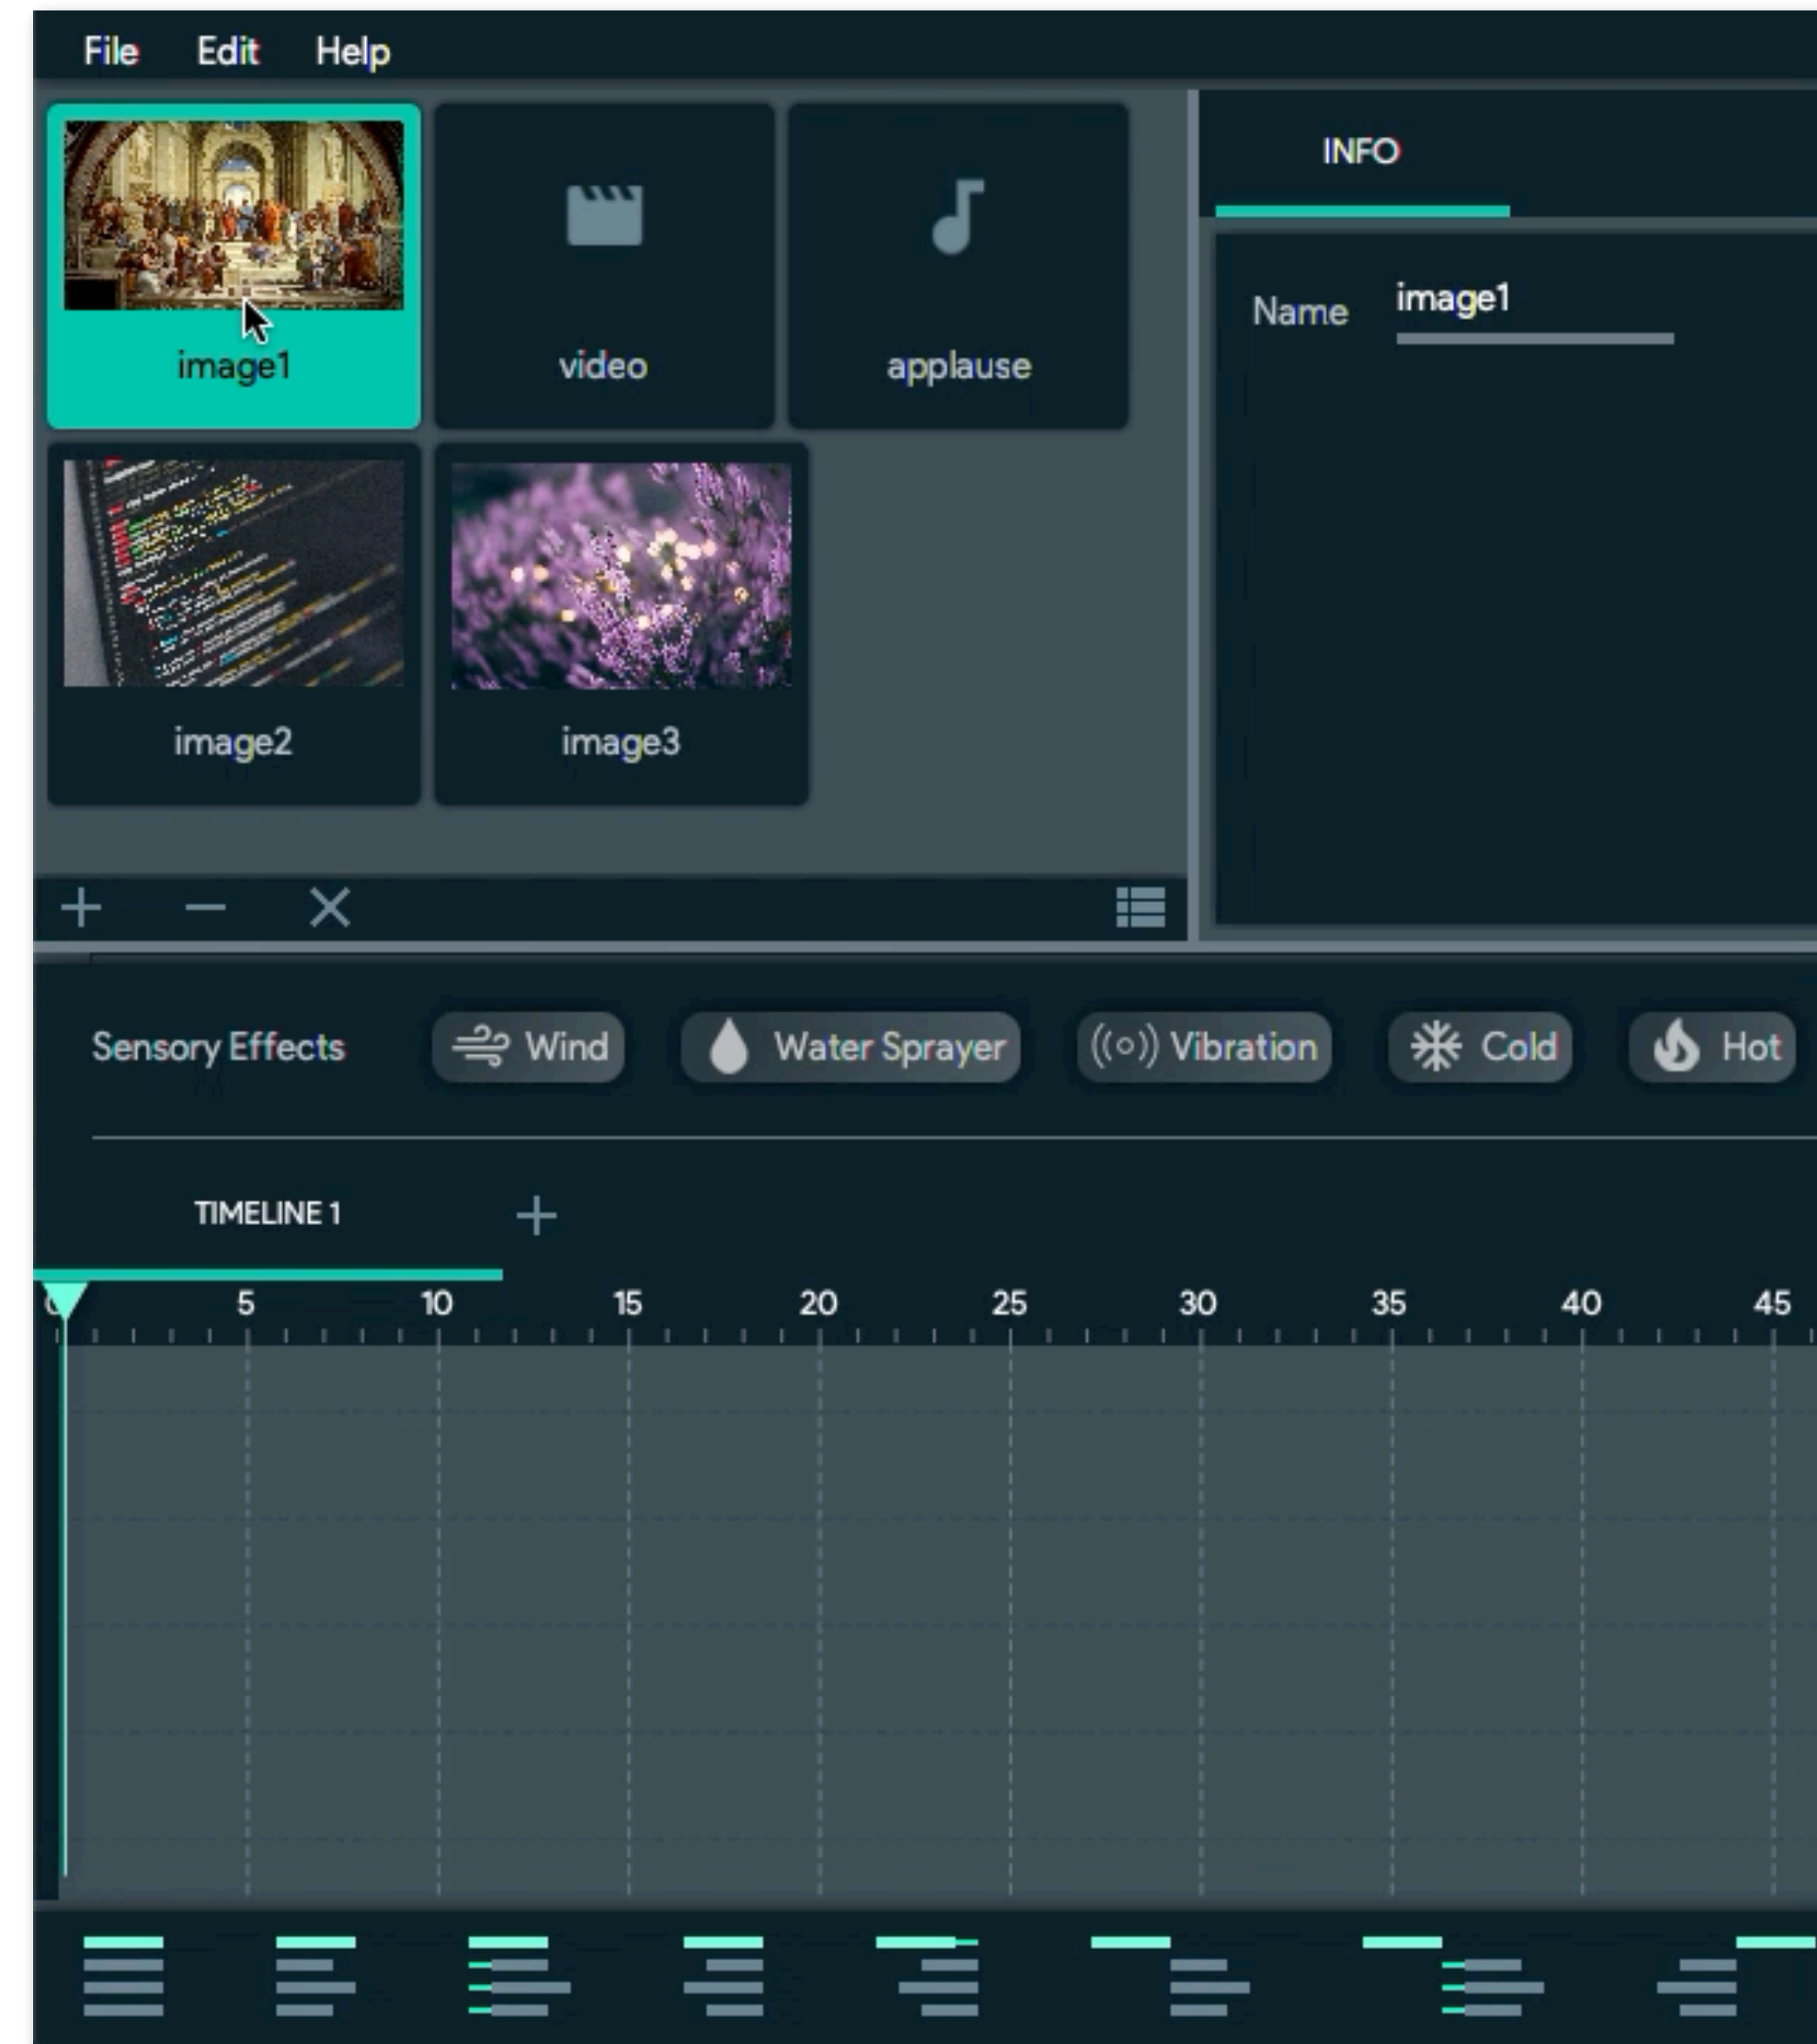 File Edit Help
image1 video applause
image2 image3
INFO
Name image1
Sensory Effects Wind Water Sprayer Vibration Cold Hot
TIMELINE 1
0 5 10 15 20 25 30 35 40 45